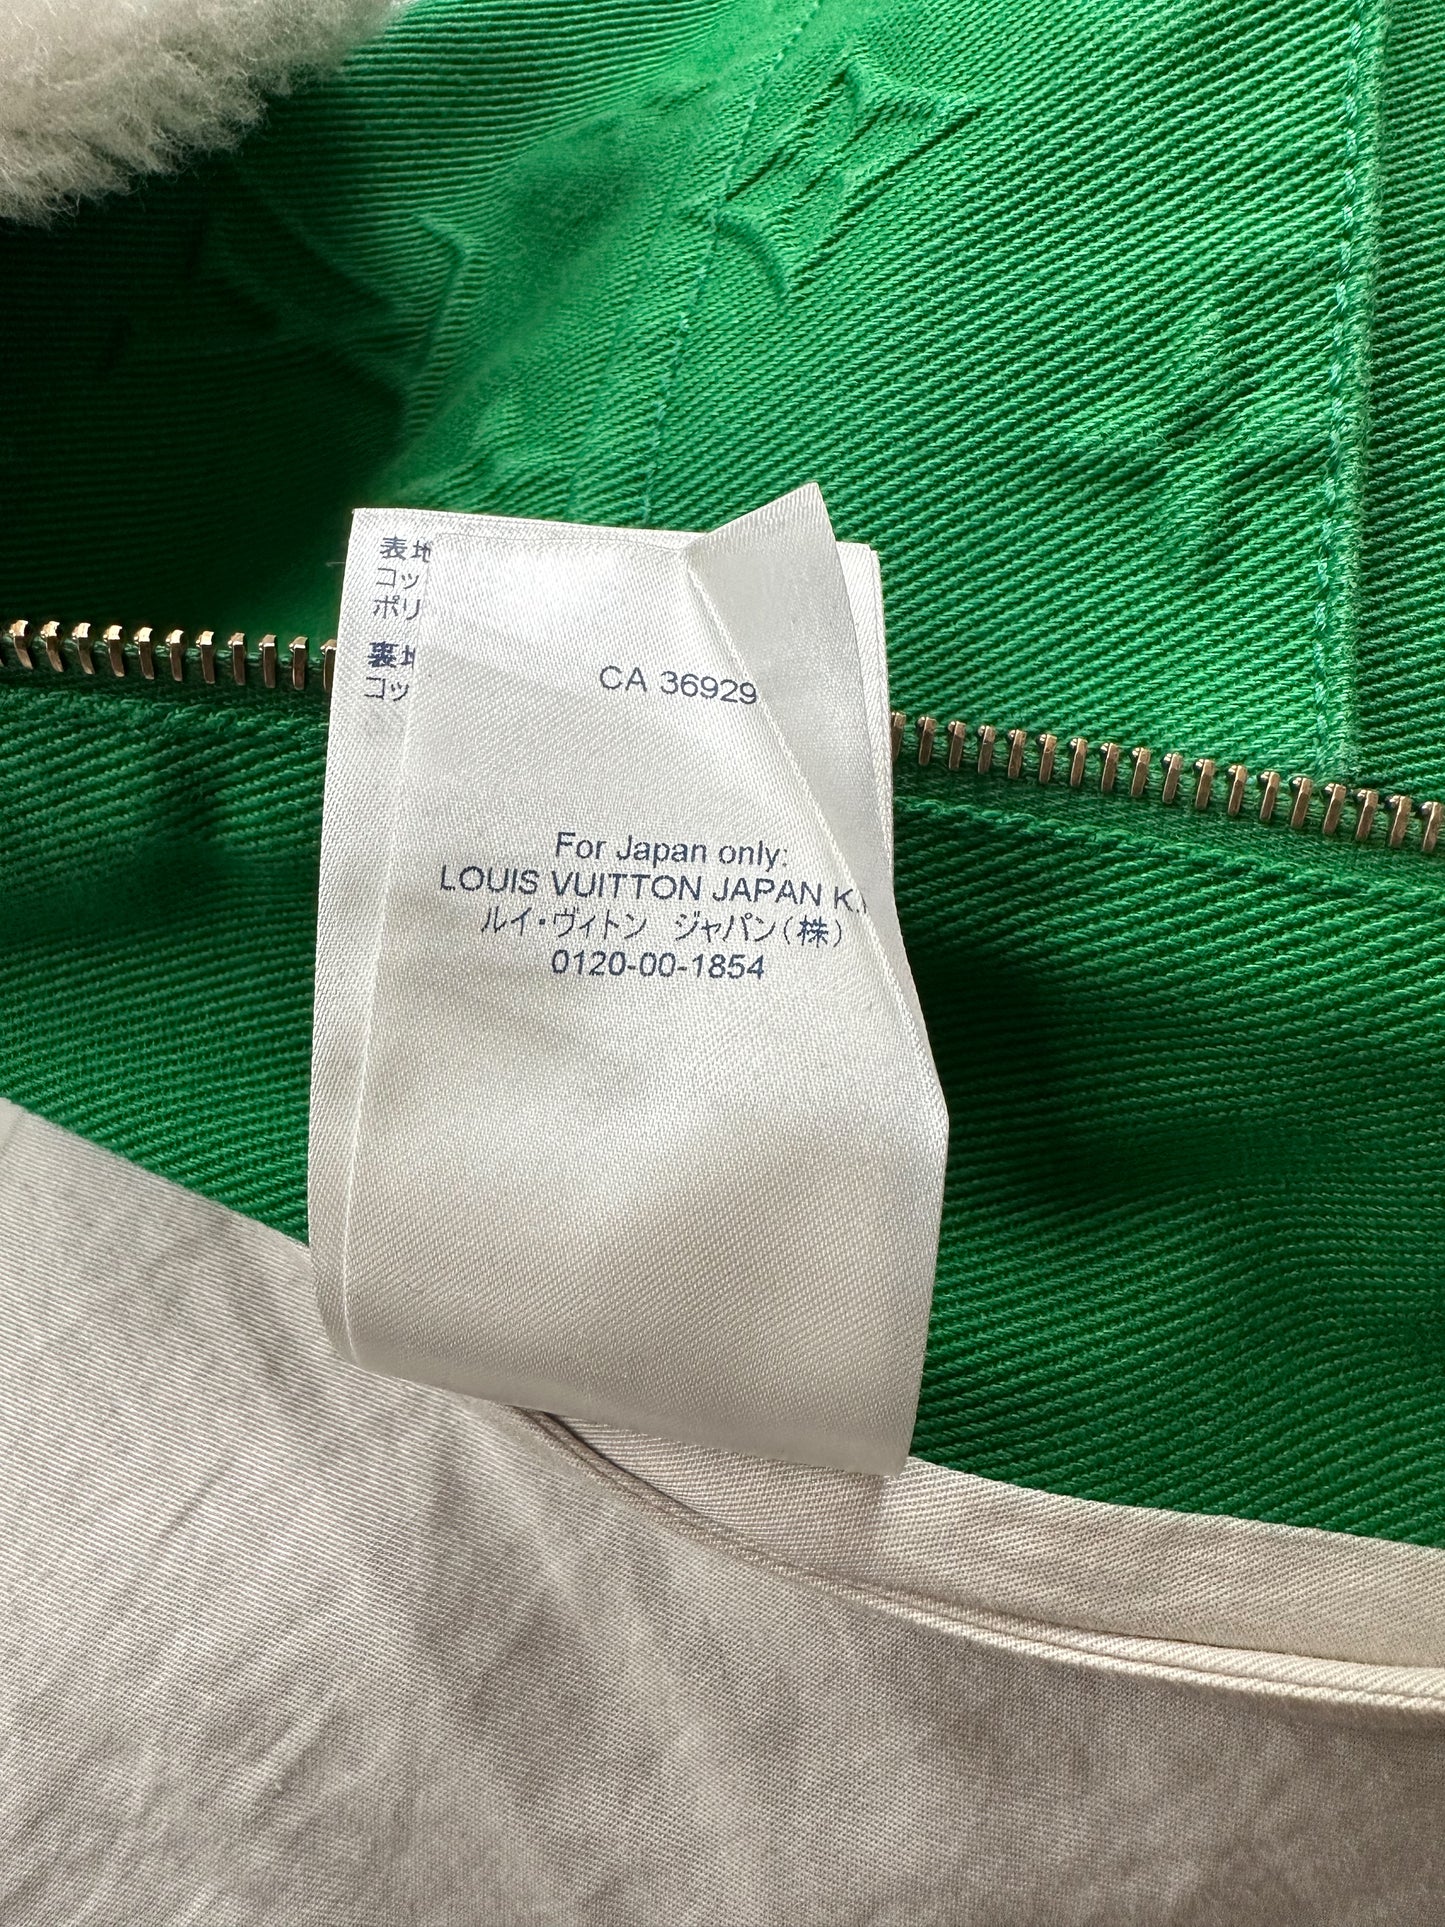 表地
コッ
ポリ
裏地
コッ
CA 36929
For Japan only:
LOUIS VUITTON JAPAN
ルイ・ヴィトン ジャパン(株)
0120-00-1854